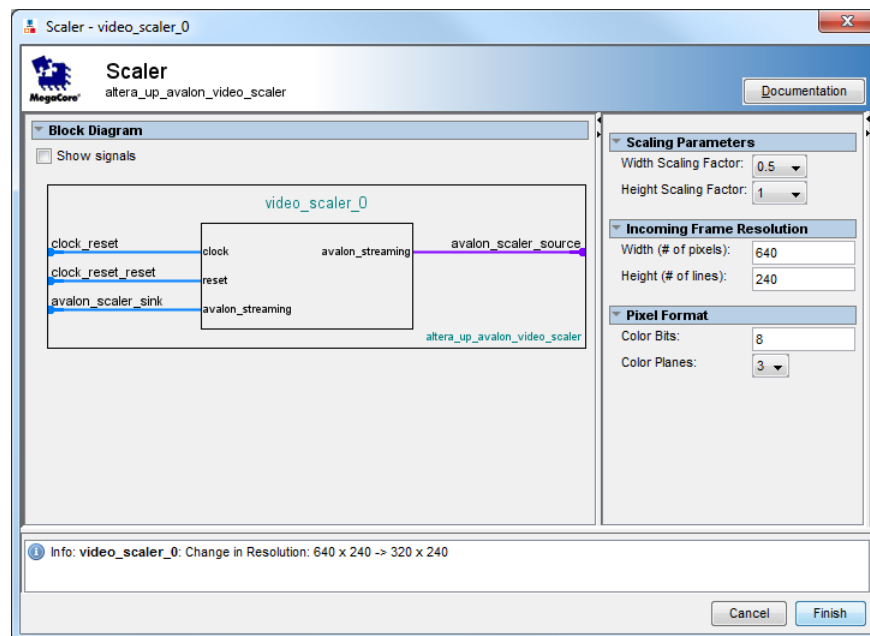 Scaler - video_scaler_0
MegaCore®
Scaler
altera_up_avalon_video_scaler
Documentation
Block Diagram
Show signals
video_scaler_0
clock_reset
clock
avalon_streaming
avalon_scaler_source
clock_reset_reset
reset
avalon_scaler_sink
avalon_streaming
altera_up_avalon_video_scaler
Scaling Parameters
Width Scaling Factor: 0.5
Height Scaling Factor: 1
Incoming Frame Resolution
Width (# of pixels): 640
Height (# of lines): 240
Pixel Format
Color Bits: 8
Color Planes: 3
Info: video_scaler_0: Change in Resolution: 640 x 240 -> 320 x 240
Cancel
Finish